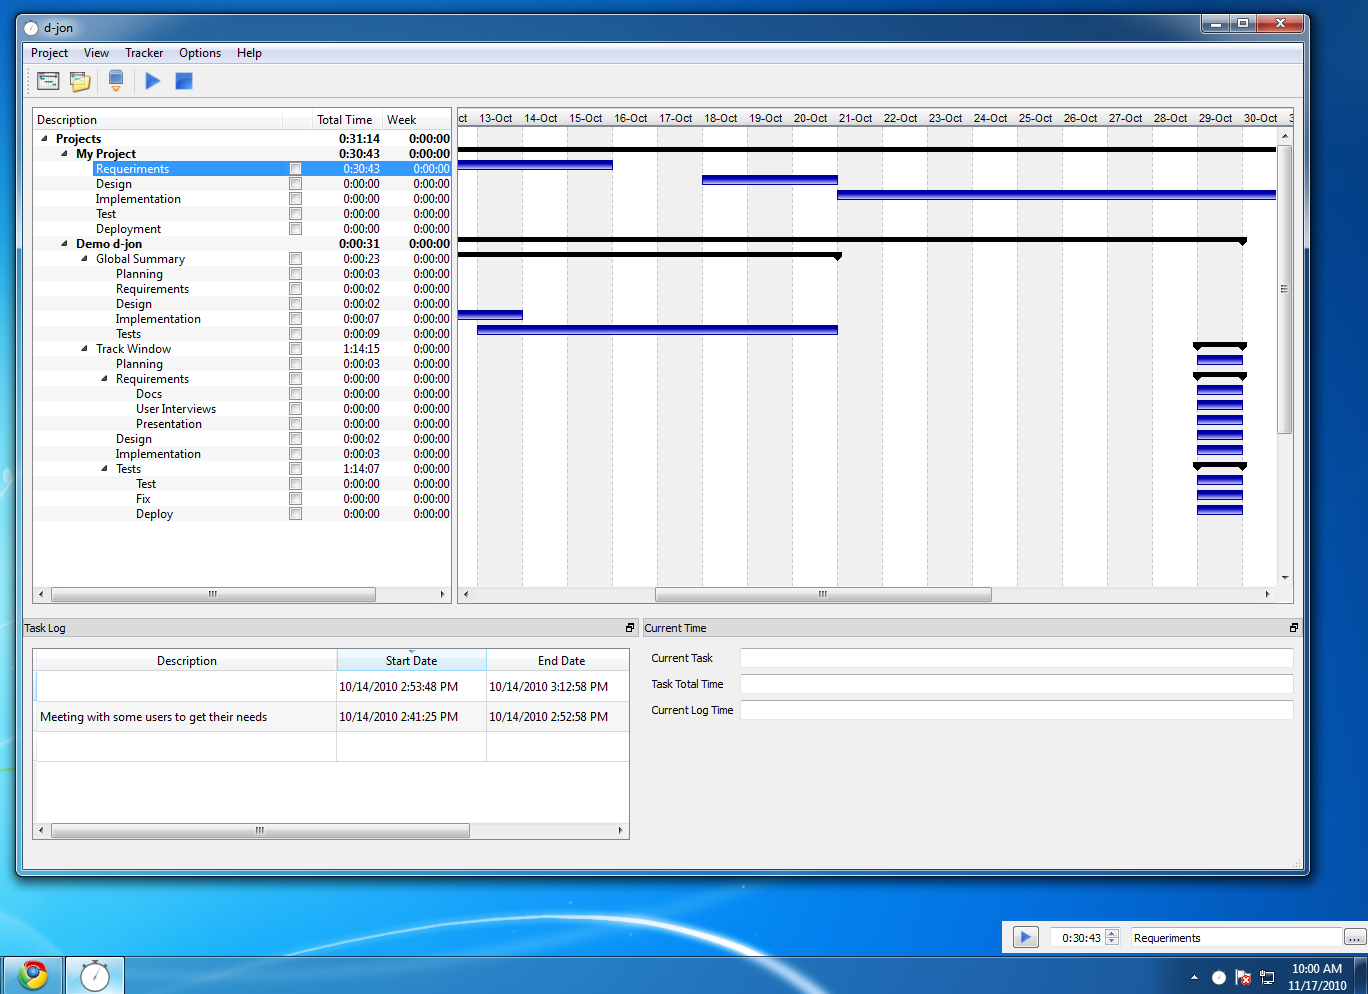 d-jon
Project View Tracker Options Help
Description Total Time Week
ct 13-Oct 14-Oct 15-Oct 16-Oct 17-Oct 18-Oct 19-Oct 20-Oct 21-Oct 22-Oct 23-Oct 24-Oct 25-Oct 26-Oct 27-Oct 28-Oct 29-Oct 30-Oct 3
Projects 0:31:14 0:00:00
My Project 0:30:43 0:00:00
Requeriments 0:30:43 0:00:00
Design 0:00:00 0:00:00
Implementation 0:00:00 0:00:00
Test 0:00:00 0:00:00
Deployment 0:00:00 0:00:00
Demo d-jon 0:00:31 0:00:00
Global Summary 0:00:23 0:00:00
Planning 0:00:03 0:00:00
Requirements 0:00:02 0:00:00
Design 0:00:02 0:00:00
Implementation 0:00:07 0:00:00
Tests 0:00:09 0:00:00
Track Window 1:14:15 0:00:00
Planning 0:00:03 0:00:00
Requirements 0:00:00 0:00:00
Docs 0:00:00 0:00:00
User Interviews 0:00:00 0:00:00
Presentation 0:00:00 0:00:00
Design 0:00:02 0:00:00
Implementation 0:00:03 0:00:00
Tests 1:14:07 0:00:00
Test 0:00:00 0:00:00
Fix 0:00:00 0:00:00
Deploy 0:00:00 0:00:00
Task Log
Description Start Date End Date
10/14/2010 2:53:48 PM 10/14/2010 3:12:58 PM
Meeting with some users to get their needs 10/14/2010 2:41:25 PM 10/14/2010 2:52:58 PM
Current Time
Current Task
Task Total Time
Current Log Time
0:30:43 Requeriments ...
10:00 AM
11/17/2010